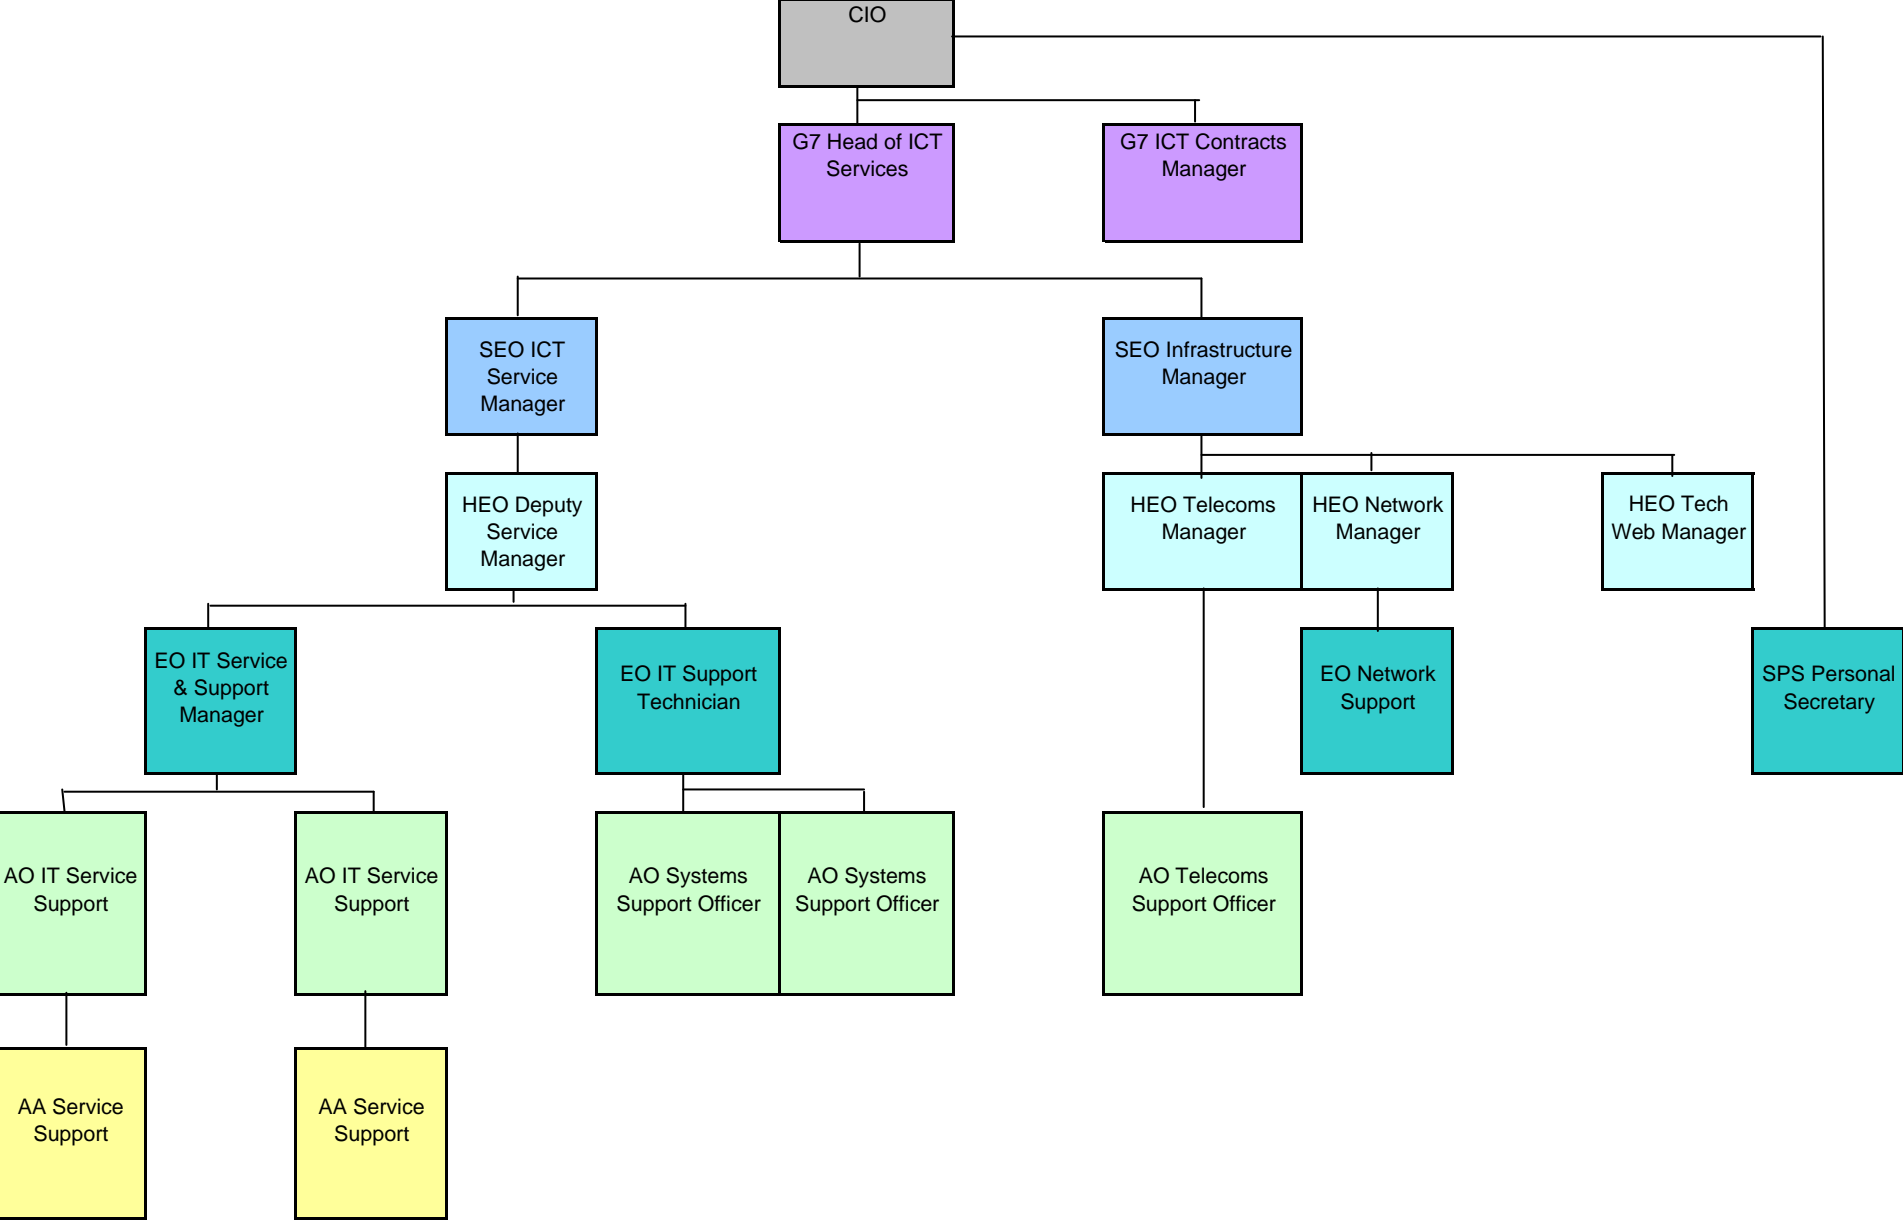 CIO
G7 Head of ICT
Services
G7 ICT Contracts
Manager
SEO ICT
Service
Manager
SEO Infrastructure
Manager
HEO Deputy
Service
Manager
HEO Telecoms
Manager
HEO Network
Manager
HEO Tech
Web Manager
EO IT Service
& Support
Manager
EO IT Support
Technician
EO Network
Support
SPS Personal
Secretary
AO IT Service
Support
AO IT Service
Support
AO Systems
Support Officer
AO Systems
Support Officer
AO Telecoms
Support Officer
AA Service
Support
AA Service
Support